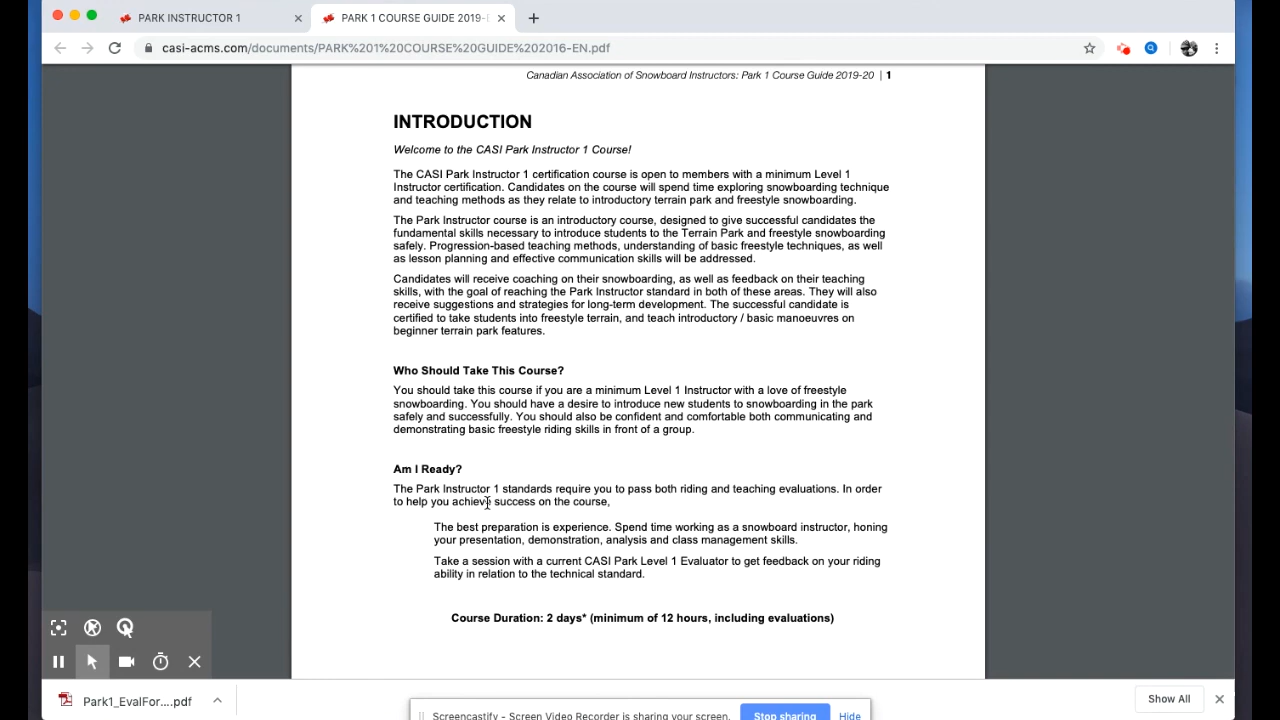 PARK INSTRUCTOR 1
PARK 1 COURSE GUIDE 2019-
casi-acms.com/documents/PARK%201%20COURSE%20GUIDE%202016-EN.pdf
Canadian Association of Snowboard Instructors: Park 1 Course Guide 2019-20 | 1
INTRODUCTION
Welcome to the CASI Park Instructor 1 Course!
The CASI Park Instructor 1 certification course is open to members with a minimum Level 1
Instructor certification. Candidates on the course will spend time exploring snowboarding technique
and teaching methods as they relate to introductory terrain park and freestyle snowboarding.
The Park Instructor course is an introductory course, designed to give successful candidates the
fundamental skills necessary to introduce students to the Terrain Park and freestyle snowboarding
safely. Progression-based teaching methods, understanding of basic freestyle techniques, as well
as lesson planning and effective communication skills will be addressed.
Candidates will receive coaching on their snowboarding, as well as feedback on their teaching
skills, with the goal of reaching the Park Instructor standard in both of these areas. They will also
receive suggestions and strategies for long-term development. The successful candidate is
certified to take students into freestyle terrain, and teach introductory / basic manoeuvres on
beginner terrain park features.
Who Should Take This Course?
You should take this course if you are a minimum Level 1 Instructor with a love of freestyle
snowboarding. You should have a desire to introduce new students to snowboarding in the park
safely and successfully. You should also be confident and comfortable both communicating and
demonstrating basic freestyle riding skills in front of a group.
Am I Ready?
The Park Instructor 1 standards require you to pass both riding and teaching evaluations. In order
to help you achieve success on the course,
The best preparation is experience. Spend time working as a snowboard instructor, honing
your presentation, demonstration, analysis and class management skills.
Take a session with a current CASI Park Level 1 Evaluator to get feedback on your riding
ability in relation to the technical standard.
Course Duration: 2 days* (minimum of 12 hours, including evaluations)
Park1_EvalFor....pdf
Show All
Screencastify - Screen Video Recorder is sharing your screen.
Stop sharing
Hide